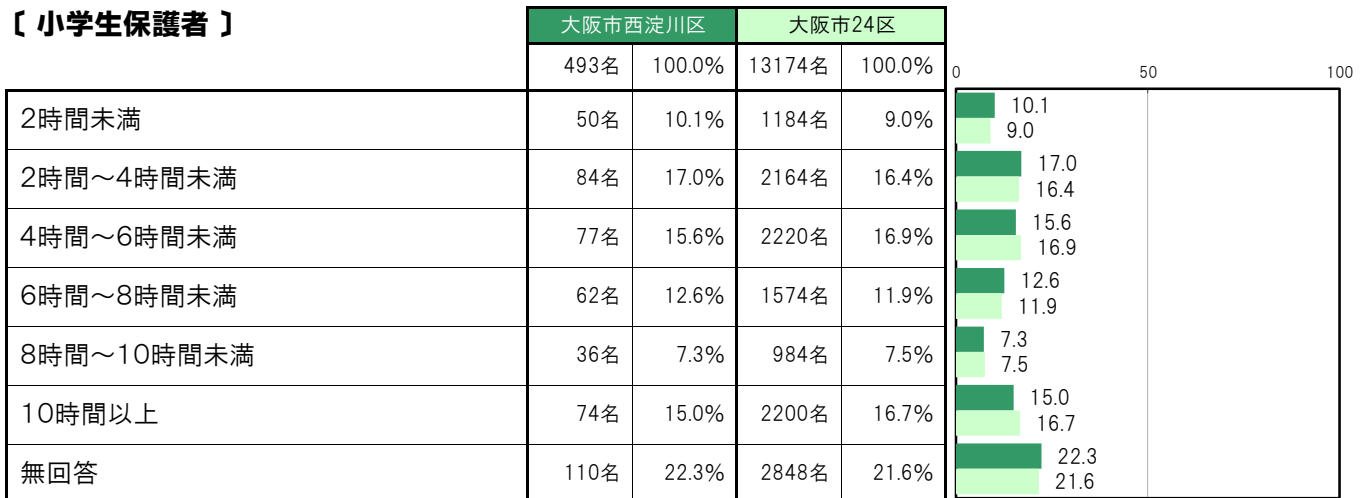 〔 小学生保護者 〕
大阪市西淀川区 大阪市24区
493名 100.0% 13174名 100.0%
0 50 100
2時間未満 50名 10.1% 1184名 9.0%
10.1
9.0
2時間～4時間未満 84名 17.0% 2164名 16.4%
17.0
16.4
4時間～6時間未満 77名 15.6% 2220名 16.9%
15.6
16.9
6時間～8時間未満 62名 12.6% 1574名 11.9%
12.6
11.9
8時間～10時間未満 36名 7.3% 984名 7.5%
7.3
7.5
10時間以上 74名 15.0% 2200名 16.7%
15.0
16.7
無回答 110名 22.3% 2848名 21.6%
22.3
21.6